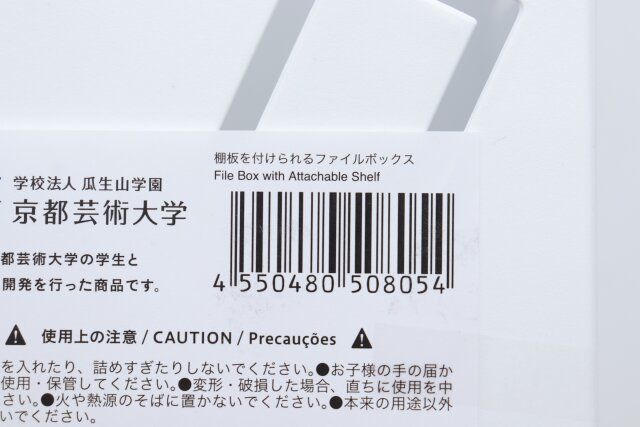 棚板を付けられるファイルボックス
File Box with Attachable Shelf
学校法人 瓜生山学園
京都芸術大学
都芸術大学の学生と
開発を行った商品です。
4 550480 508054
使用上の注意 / CAUTION / Precauções
を入れたり、詰めすぎたりしないでください。●お子様の手の届か
使用・保管してください。●変形・破損した場合、直ちに使用を中
さい。●火や熱源のそばに置かないでください。●本来の用途以外
いでください。